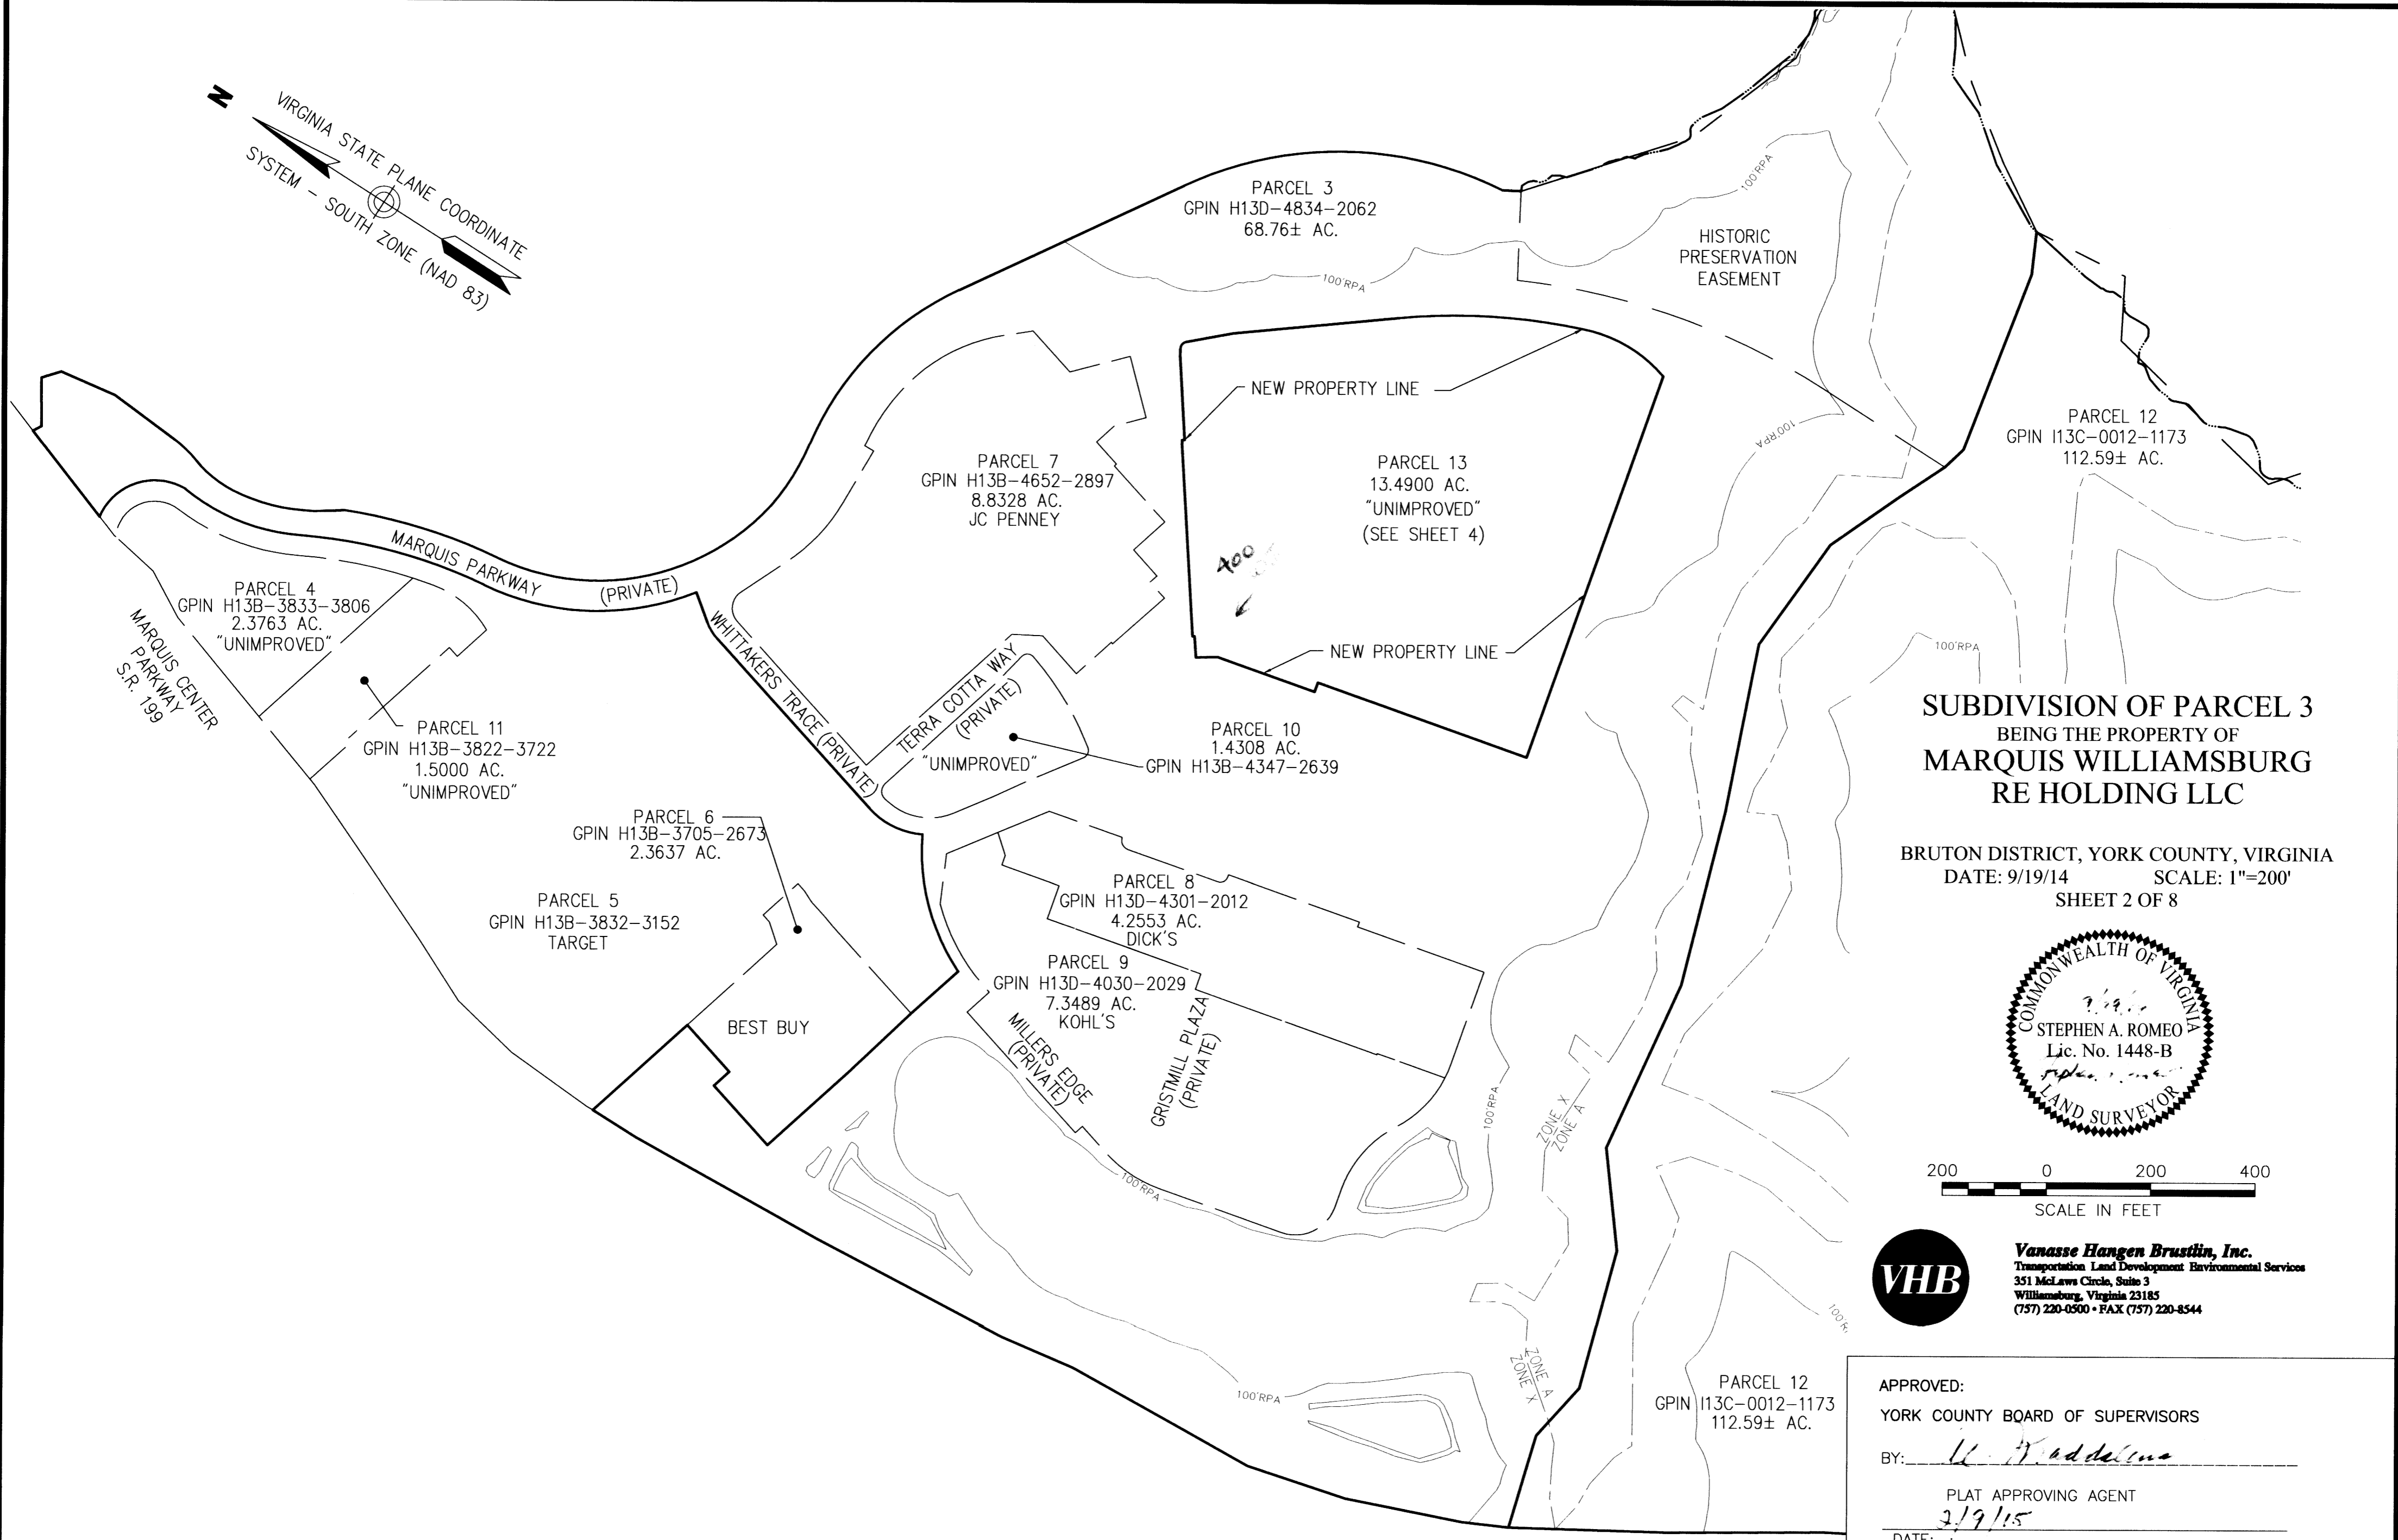 N
VIRGINIA STATE PLANE COORDINATE
SYSTEM - SOUTH ZONE (NAD 83)
PARCEL 3
GPIN H13D-4834-2062
68.76± AC.
100'RPA
100'RPA
HISTORIC
PRESERVATION
EASEMENT
NEW PROPERTY LINE
PARCEL 7
GPIN H13B-4652-2897
8.8328 AC.
JC PENNEY
PARCEL 13
13.4900 AC.
"UNIMPROVED"
(SEE SHEET 4)
400
NEW PROPERTY LINE
100'RPA
PARCEL 12
GPIN I13C-0012-1173
112.59± AC.
100'RPA
MARQUIS PARKWAY (PRIVATE)
PARCEL 4
GPIN H13B-3833-3806
2.3763 AC.
"UNIMPROVED"
MARQUIS CENTER
PARKWAY
S.R. 199
PARCEL 11
GPIN H13B-3822-3722
1.5000 AC.
"UNIMPROVED"
WHITTAKERS TRACE (PRIVATE)
TERRA COTTA WAY
(PRIVATE)
"UNIMPROVED"
PARCEL 10
1.4308 AC.
GPIN H13B-4347-2639
PARCEL 6
GPIN H13B-3705-2673
2.3637 AC.
PARCEL 5
GPIN H13B-3832-3152
TARGET
BEST BUY
PARCEL 8
GPIN H13D-4301-2012
4.2553 AC.
DICK'S
PARCEL 9
GPIN H13D-4030-2029
7.3489 AC.
KOHL'S
MILLERS EDGE
(PRIVATE)
GRISTMILL PLAZA
(PRIVATE)
100'RPA
100'RPA
ZONE X
ZONE A
100'RPA
ZONE A
ZONE X
PARCEL 12
GPIN I13C-0012-1173
112.59± AC.
100'R
SUBDIVISION OF PARCEL 3
BEING THE PROPERTY OF
MARQUIS WILLIAMSBURG
RE HOLDING LLC
BRUTON DISTRICT, YORK COUNTY, VIRGINIA
DATE: 9/19/14 SCALE: 1"=200'
SHEET 2 OF 8
COMMONWEALTH OF VIRGINIA
STEPHEN A. ROMEO
Lic. No. 1448-B
LAND SURVEYOR
200 0 200 400
SCALE IN FEET
VHB
Vanasse Hangen Brustlin, Inc.
Transportation Land Development Environmental Services
351 McLaws Circle, Suite 3
Williamsburg, Virginia 23185
(757) 220-0500 • FAX (757) 220-8544
APPROVED:
YORK COUNTY BOARD OF SUPERVISORS
BY:
PLAT APPROVING AGENT
2/9/15
DATE: